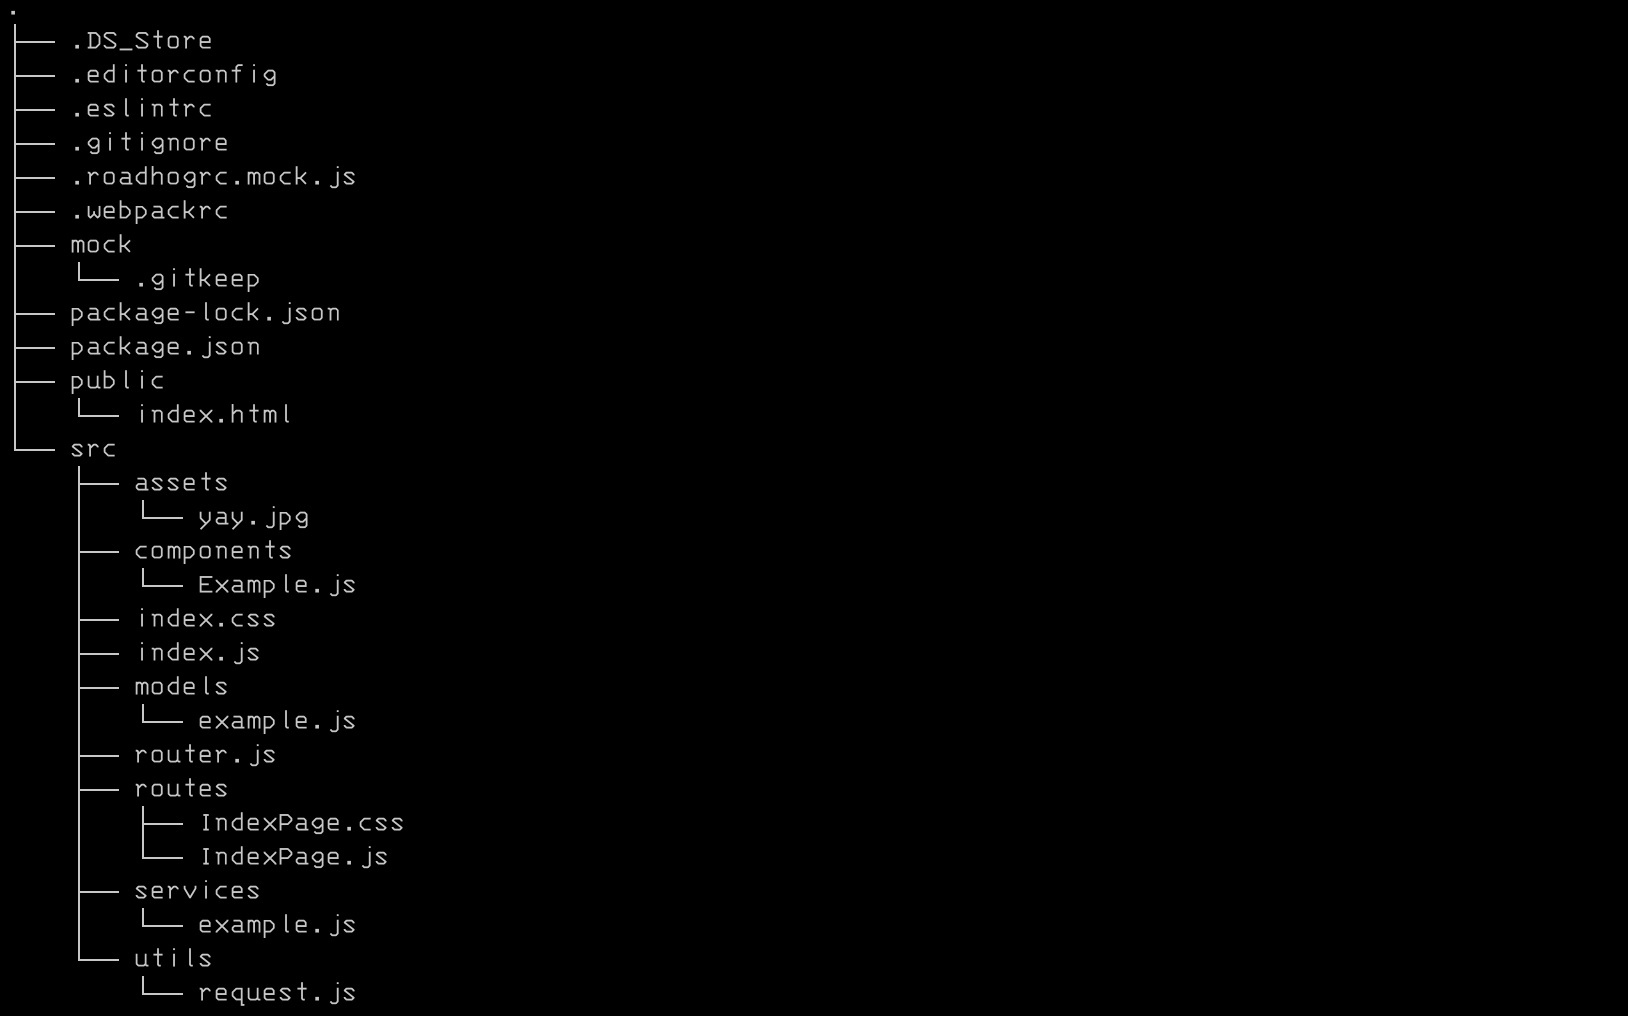 .
├── .DS_Store
├── .editorconfig
├── .eslintrc
├── .gitignore
├── .roadhogrc.mock.js
├── .webpackrc
├── mock
│   └── .gitkeep
├── package-lock.json
├── package.json
├── public
│   └── index.html
└── src
    ├── assets
    │   └── yay.jpg
    ├── components
    │   └── Example.js
    ├── index.css
    ├── index.js
    ├── models
    │   └── example.js
    ├── router.js
    ├── routes
    │   ├── IndexPage.css
    │   └── IndexPage.js
    ├── services
    │   └── example.js
    └── utils
        └── request.js